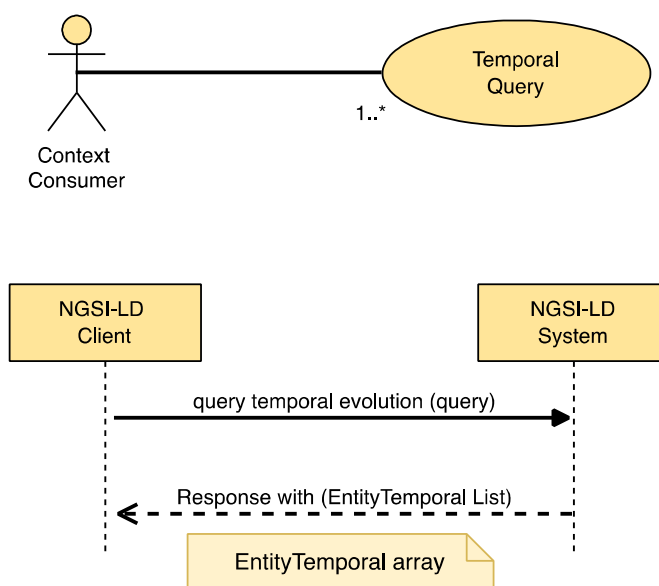 Temporal
Query
1..*
Context
Consumer
NGSI-LD
Client
NGSI-LD
System
query temporal evolution (query)
Response with (EntityTemporal List)
EntityTemporal array